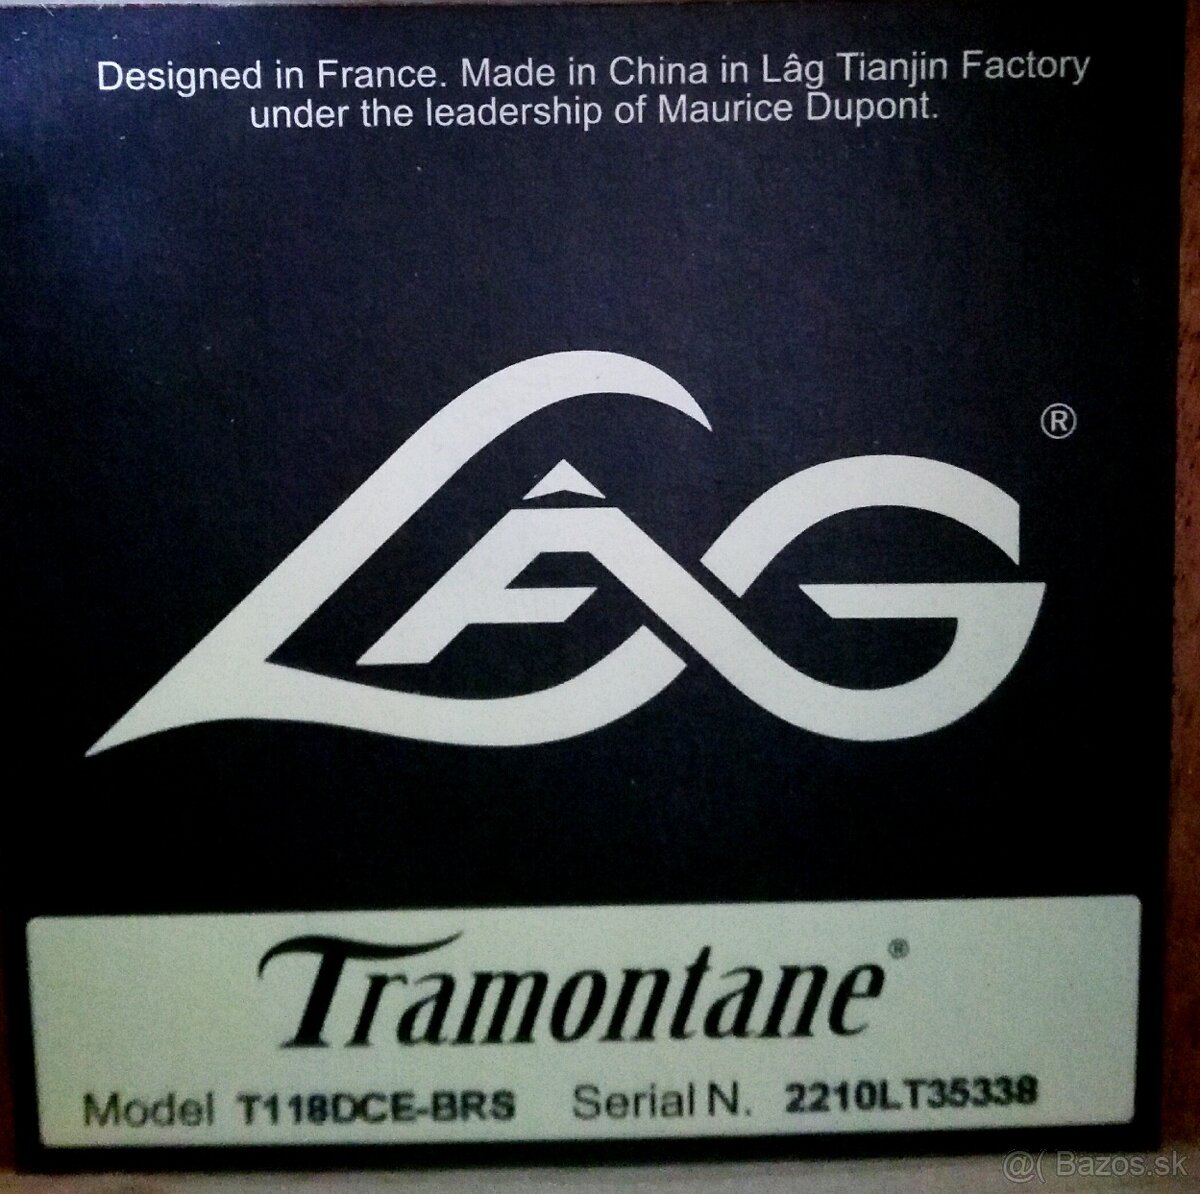 Designed in France. Made in China in Lâg Tianjin Factory
under the leadership of Maurice Dupont.
LÂG ®
Tramontane®
Model T118DCE-BRS Serial N. 2210LT35338
@( Bazos.sk